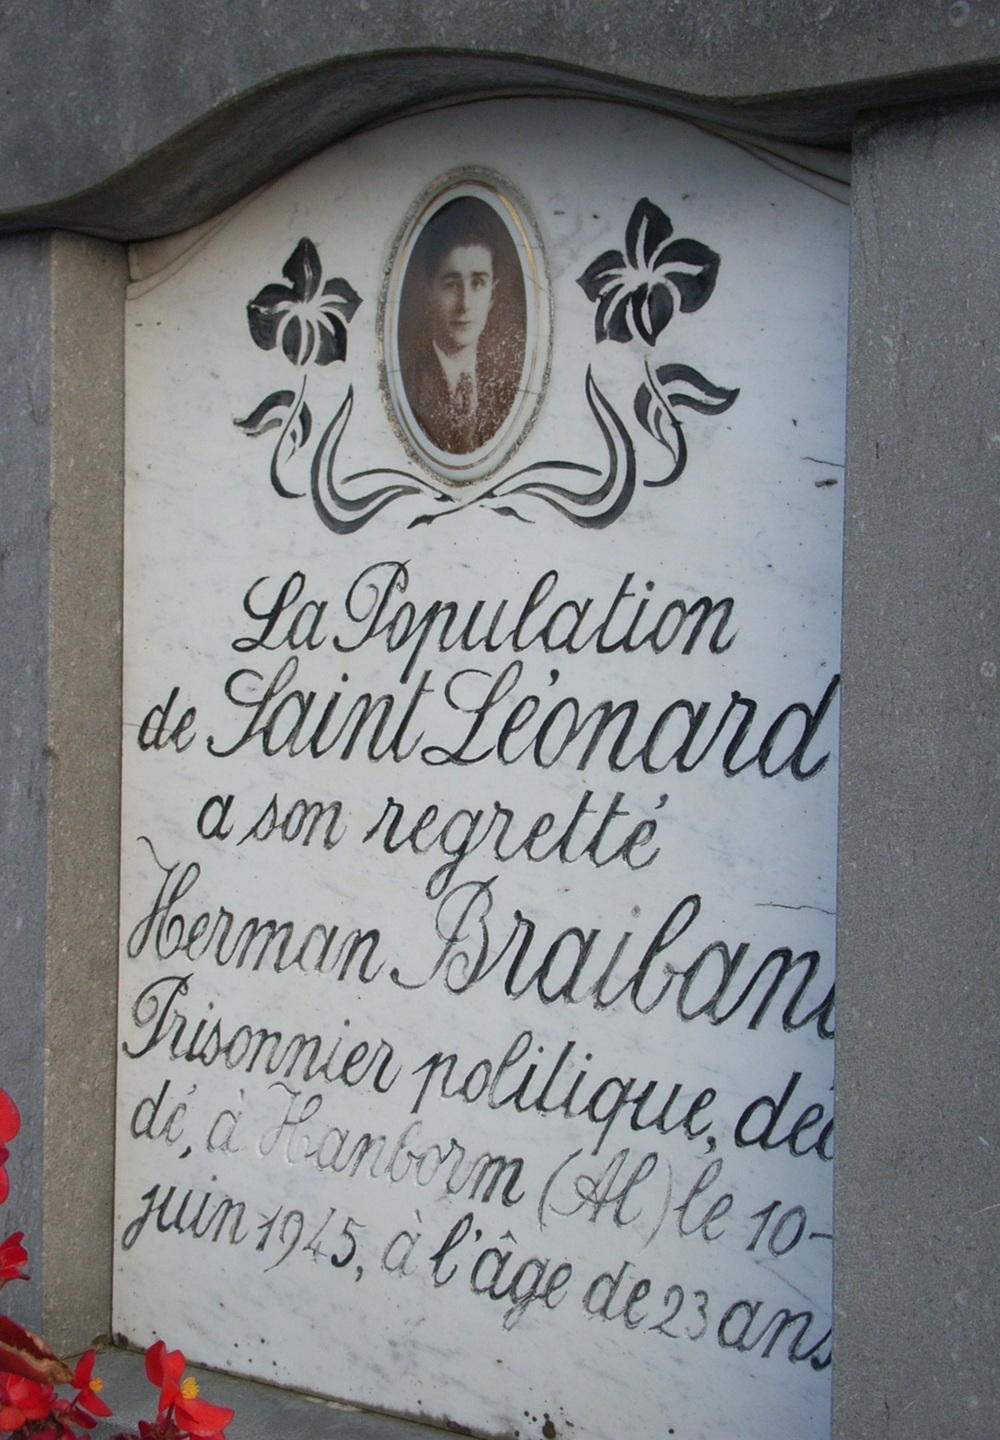 La Population
de Saint Léonard
a son regretté
Herman Braiban
Prisonnier politique, déc
dé, à Hanborm (Al) le 10-
juin 1945, à l'âge de 23 ans